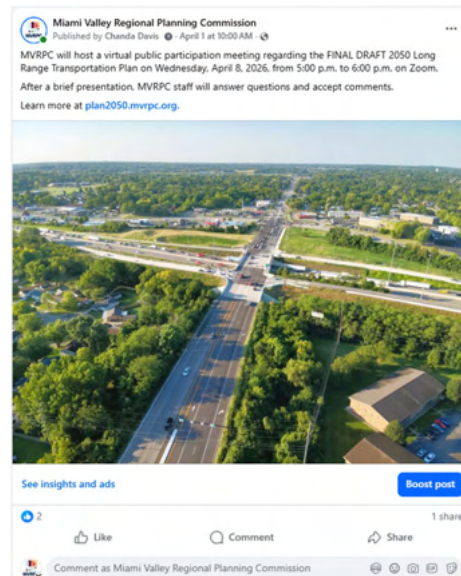 Miami Valley Regional Planning Commission
Published by Chanda Davis · April 1 at 10:00 AM ·
MVRPC will host a virtual public participation meeting regarding the FINAL DRAFT 2050 Long
Range Transportation Plan on Wednesday, April 8, 2026, from 5:00 p.m. to 6:00 p.m. on Zoom.
After a brief presentation, MVRPC staff will answer questions and accept comments.
Learn more at plan2050.mvrpc.org.
See insights and ads
Boost post
2
1 share
Like
Comment
Share
Comment as Miami Valley Regional Planning Commission